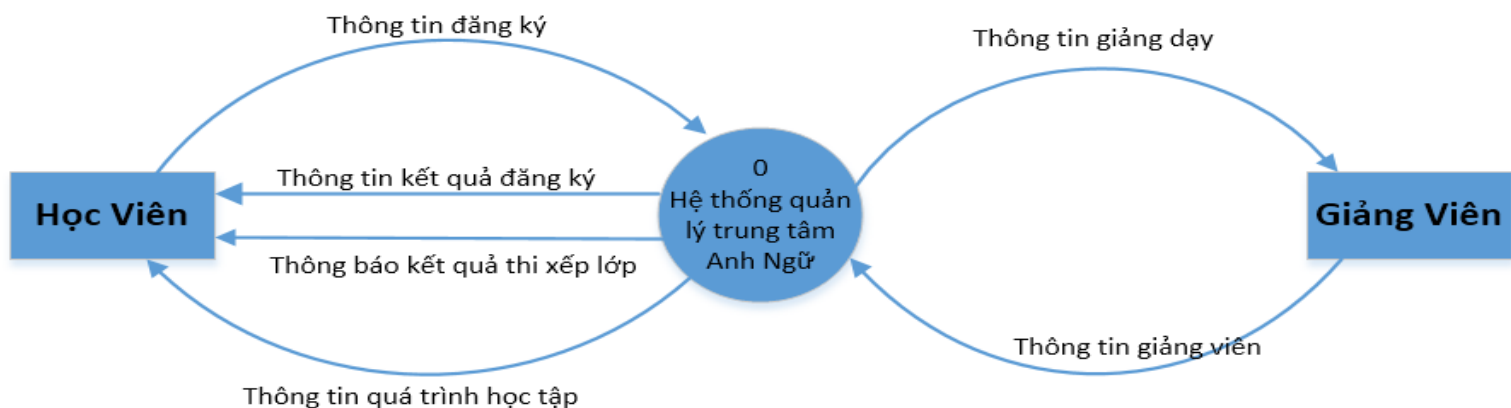 Thông tin đăng ký
Thông tin giảng dạy
Thông tin kết quả đăng ký
0
Hệ thống quản
lý trung tâm
Anh Ngữ
Học Viên
Giảng Viên
Thông báo kết quả thi xếp lớp
Thông tin giảng viên
Thông tin quá trình học tập